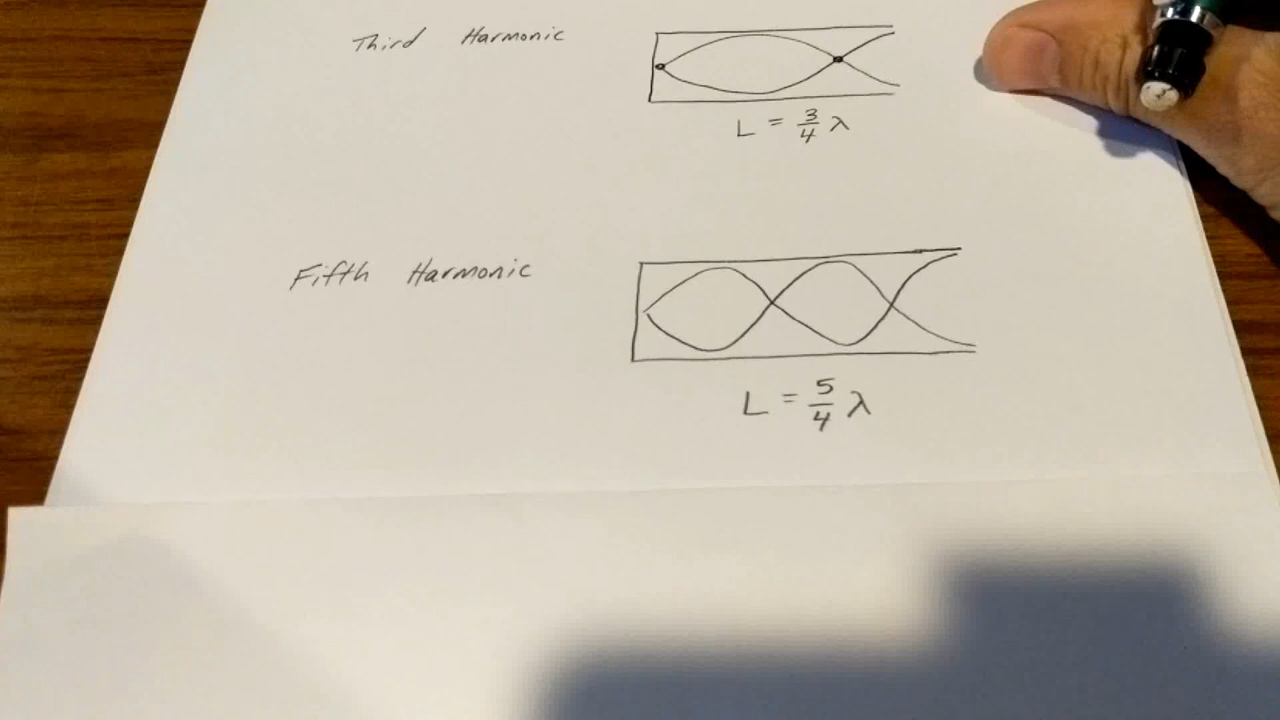 Third Harmonic
L = 3/4 λ
Fifth Harmonic
L = 5/4 λ